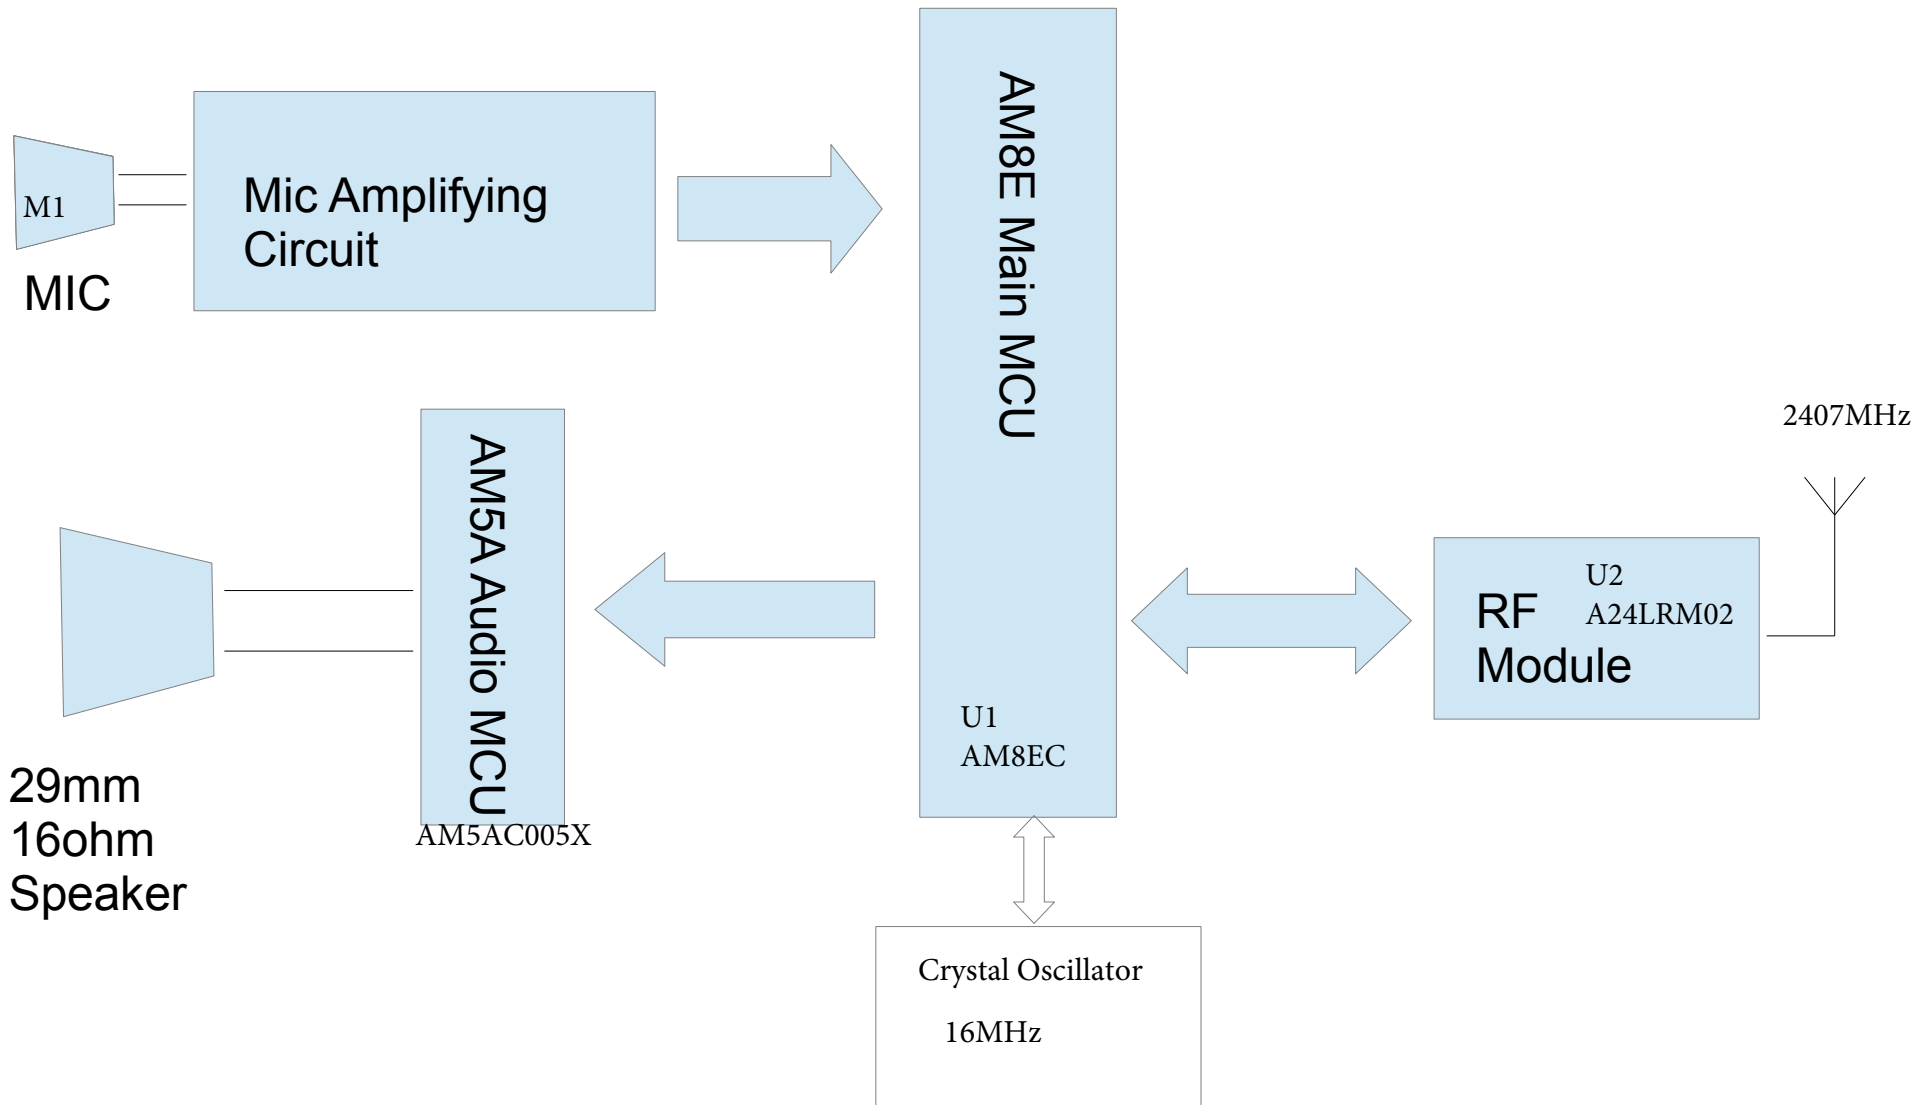 M1
MIC
Mic Amplifying
Circuit
AM8E Main MCU
U1
AM8EC
AM5A Audio MCU
AM5AC005X
29mm
16ohm
Speaker
2407MHz
U2
A24LRM02
RF
Module
Crystal Oscillator
16MHz